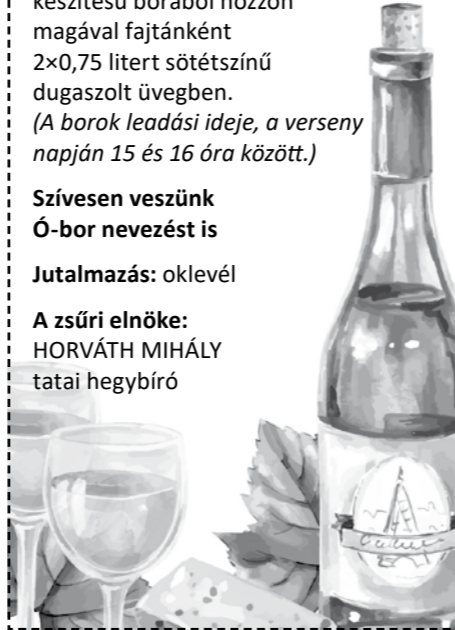 készítésű borából hozzon
magával fajtánként
2×0,75 litert sötétszínű
dugaszolt üvegben.
(A borok leadási ideje, a verseny
napján 15 és 16 óra között.)
Szívesen veszünk
Ó-bor nevezést is
Jutalmazás: oklevél
A zsűri elnöke:
HORVÁTH MIHÁLY
tatai hegybíró